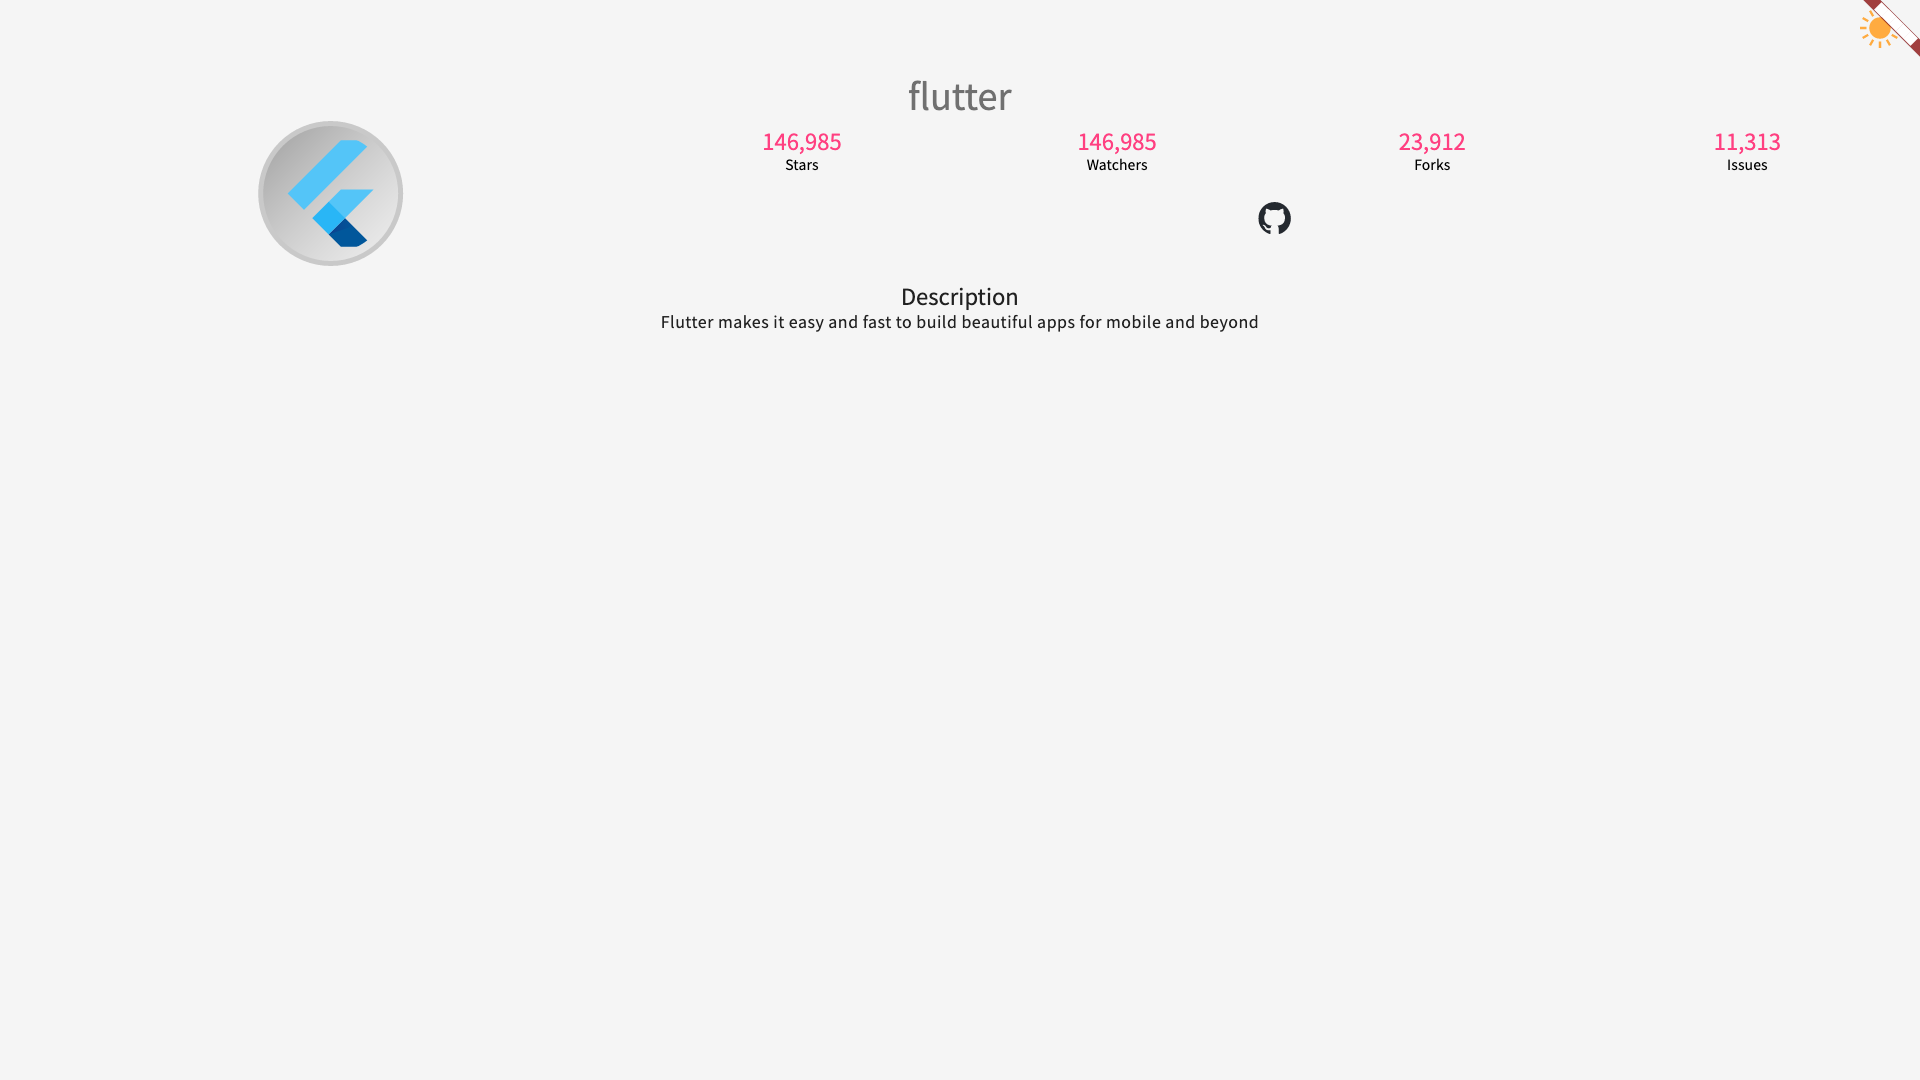 flutter
146,985 146,985 23,912 11,313
Stars Watchers Forks Issues
Description
Flutter makes it easy and fast to build beautiful apps for mobile and beyond